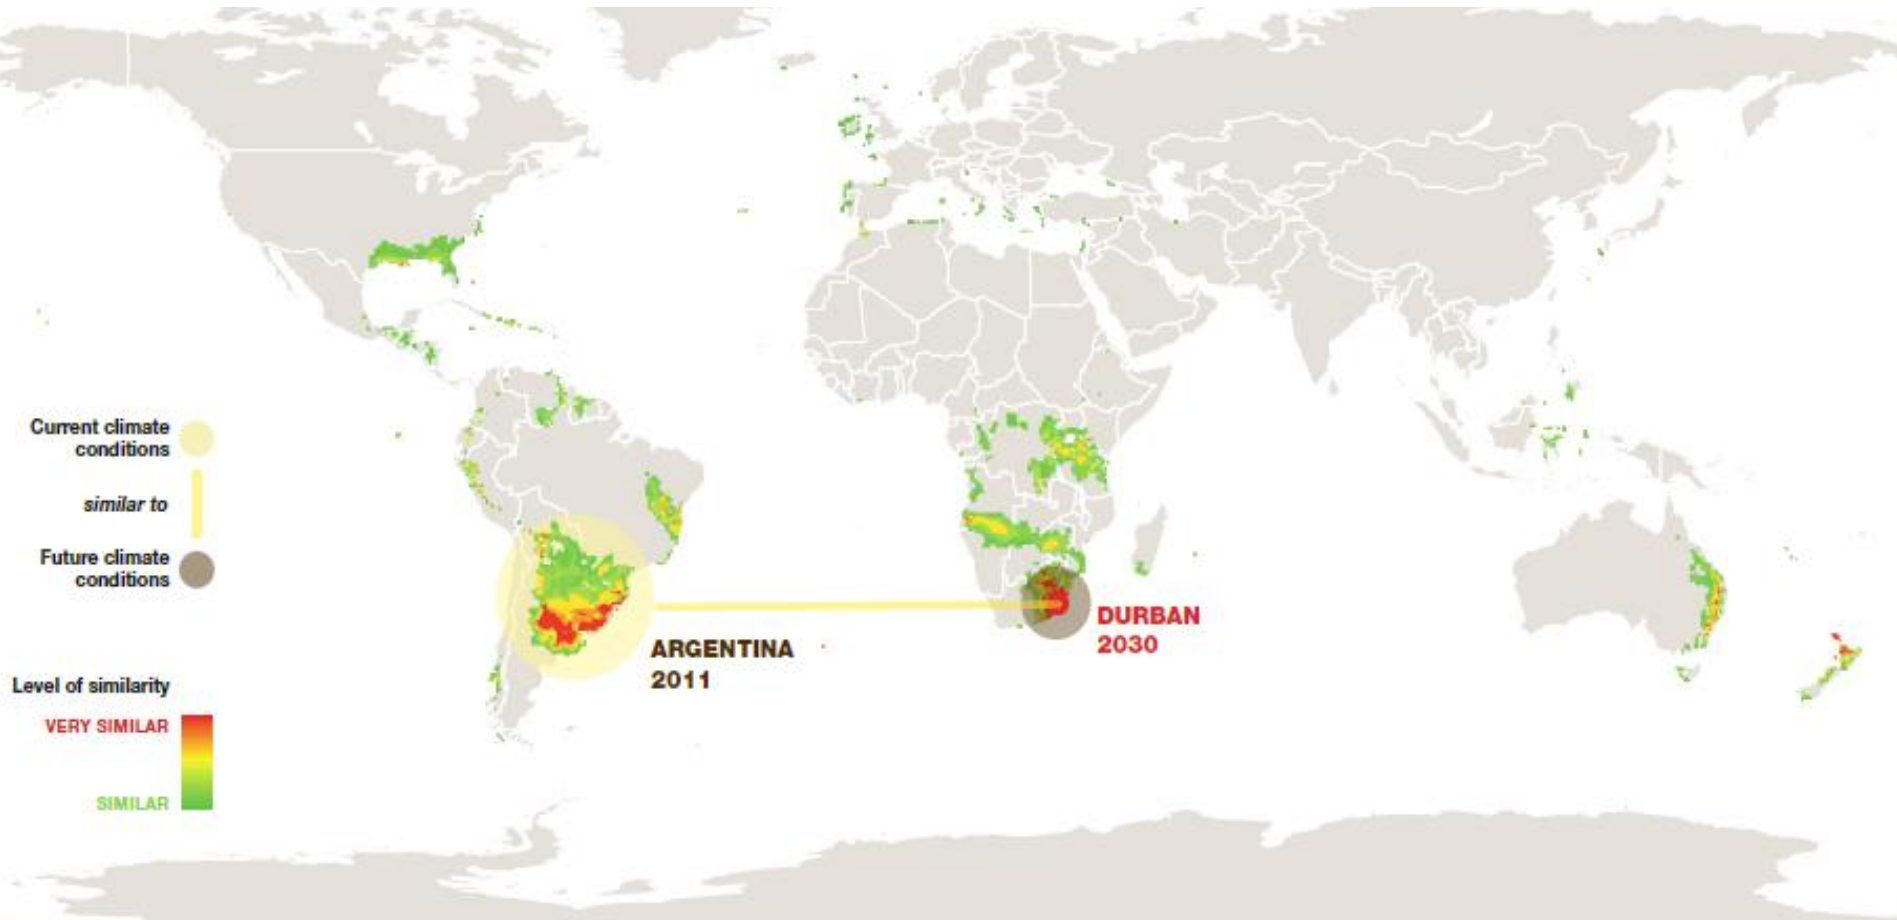 Current climate
conditions
similar to
Future climate
conditions
Level of similarity
VERY SIMILAR
SIMILAR
ARGENTINA
2011
DURBAN
2030